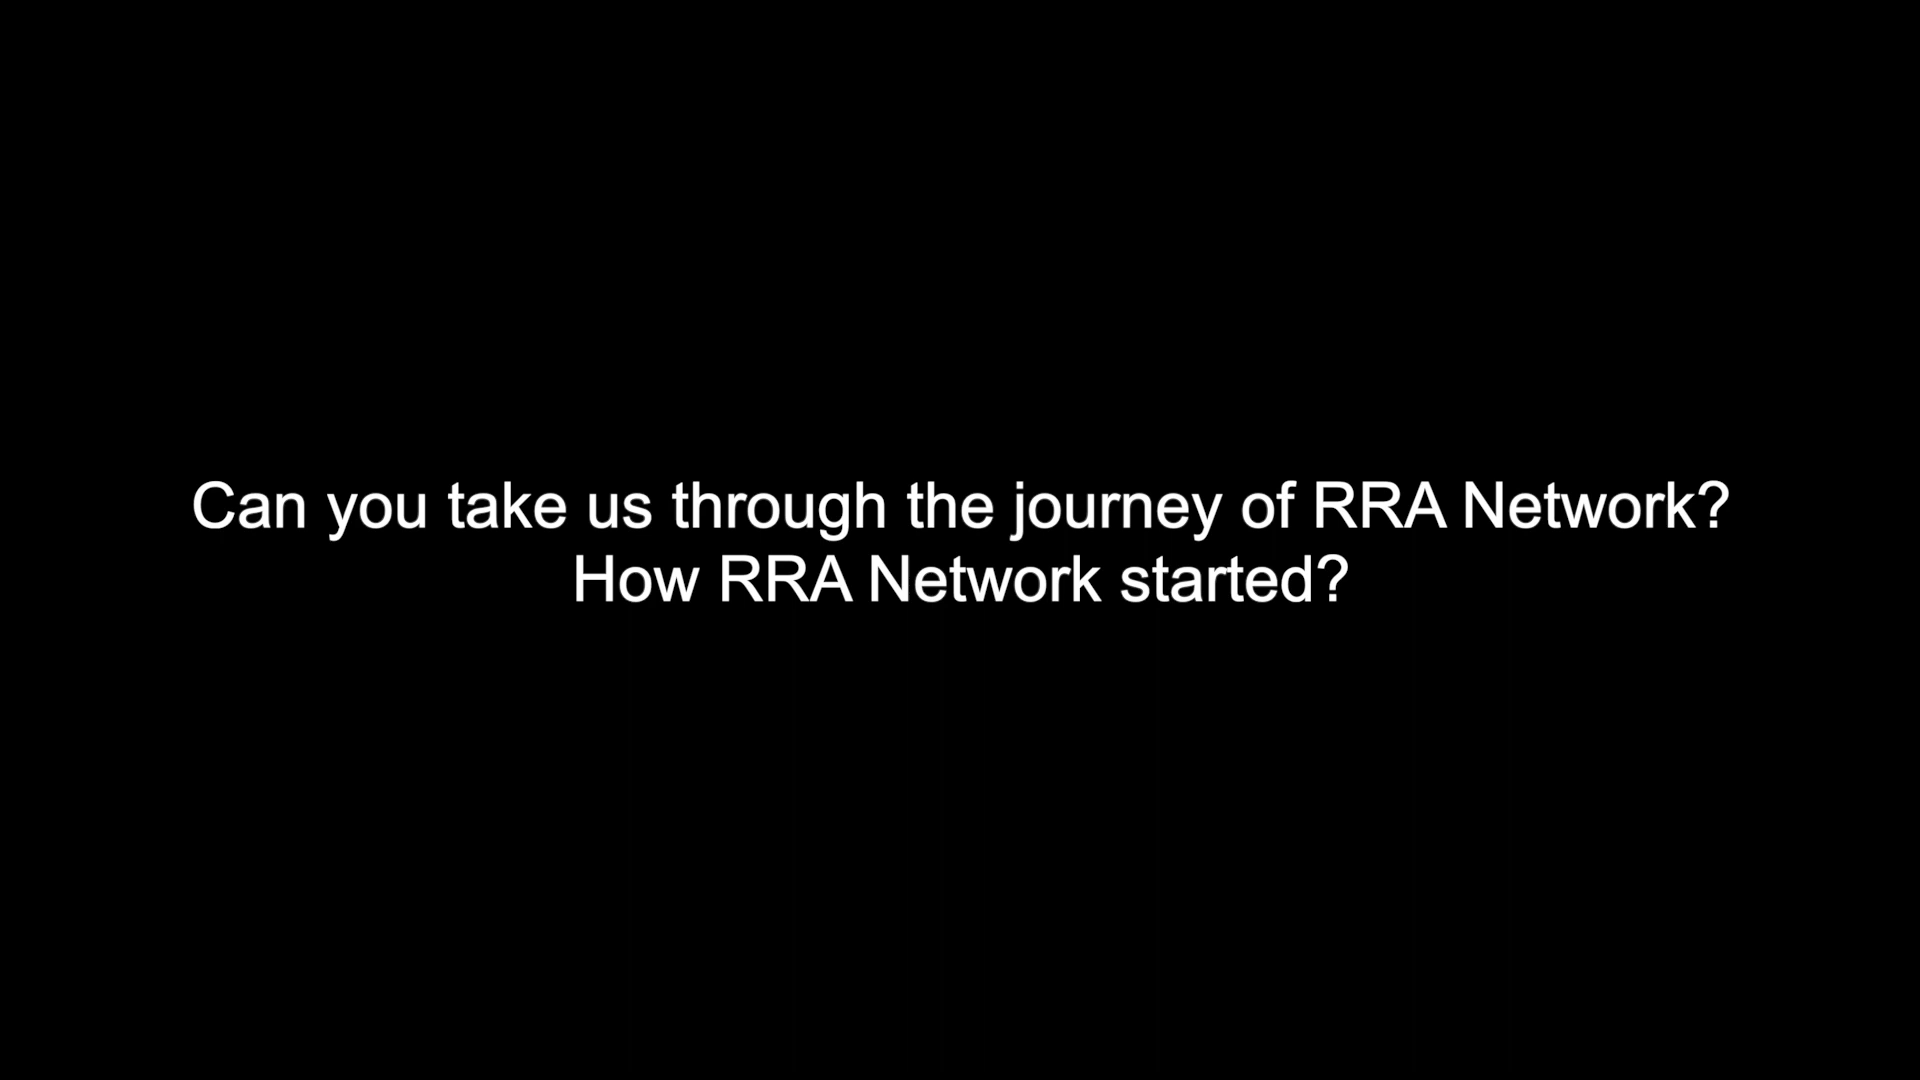 Can you take us through the journey of RRA Network?
How RRA Network started?